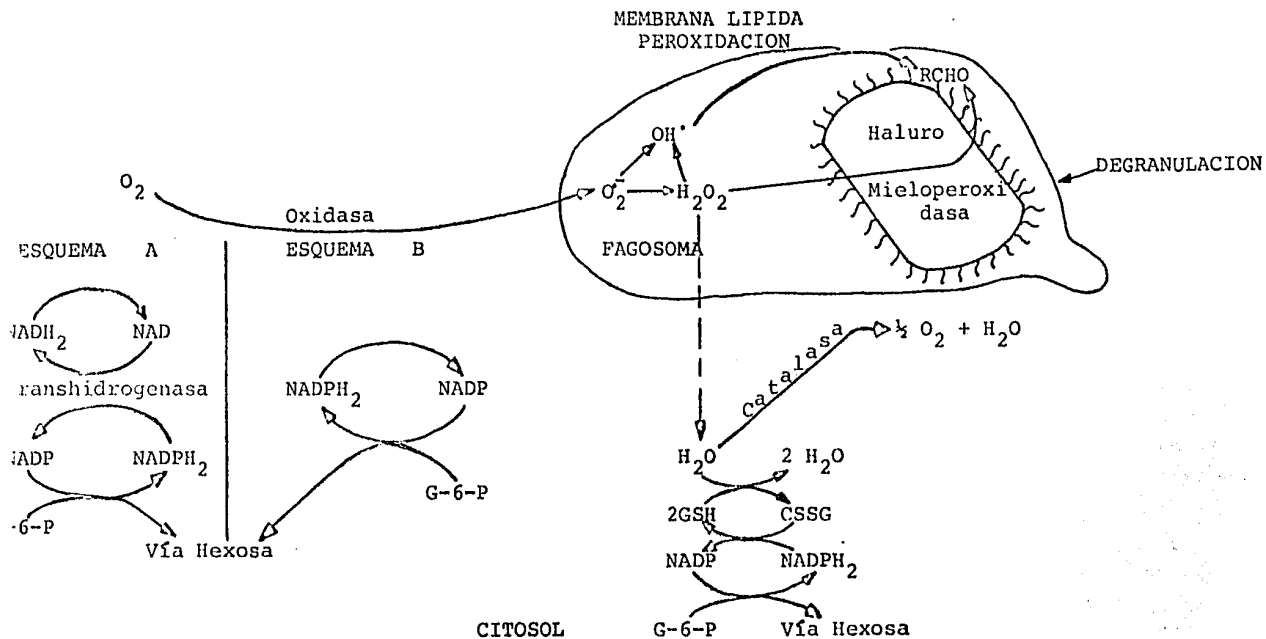 MEMBRANA LIPIDA
PEROXIDACION
RCHO
OH·
Haluro
DEGRANULACION
O2
O2-
H2O2
Mieloperoxi
dasa
Oxidasa
ESQUEMA A
ESQUEMA B
FAGOSOMA
NADH2
NAD
ranshidrogenasa
NADP
NADPH2
-6-P
NADPH2
NADP
G-6-P
Vía Hexosa
Catalasa
½ O2 + H2O
H2O
2 H2O
2GSH
CSSG
NADP
NADPH2
G-6-P
Vía Hexosa
CITOSOL